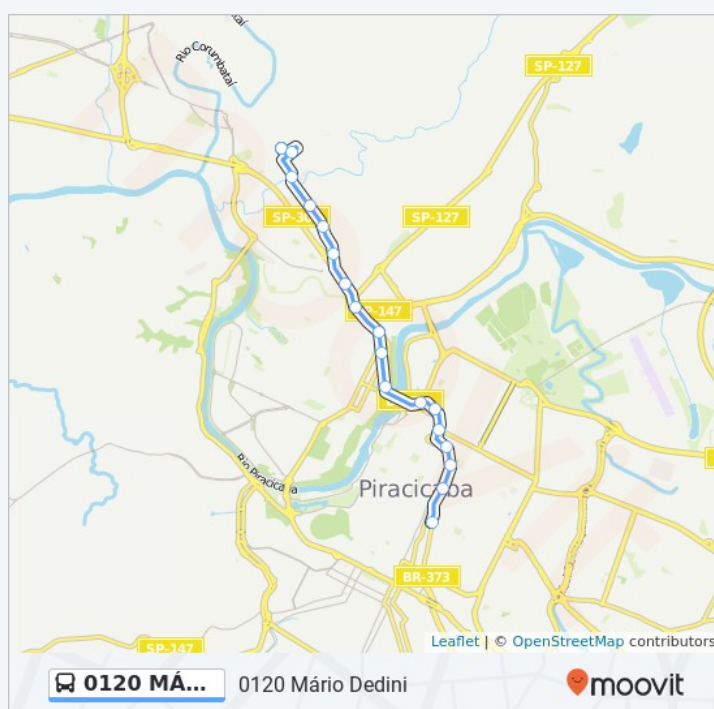 Rio Corumbataí
SP-127
SP-127
SP-147
Piracicaba
Rio Piracicaba
BR-373
SP-147
Leaflet | © OpenStreetMap contributors
0120 MÁ... 0120 Mário Dedini moovit